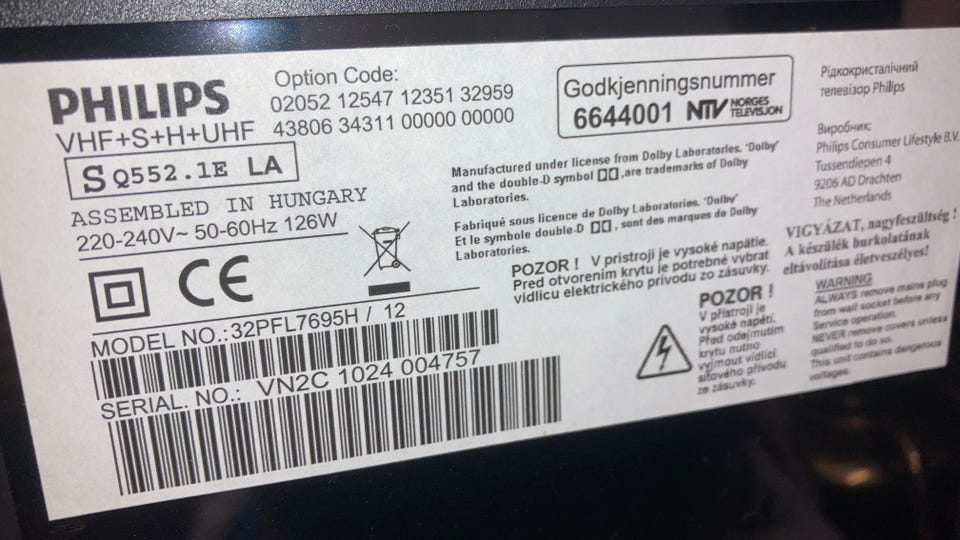 PHILIPS
VHF+S+H+UHF
Option Code:
02052 12547 12351 32959
43806 34311 00000 00000
S Q552.1E LA
ASSEMBLED IN HUNGARY
220-240V~ 50-60Hz 126W
CE
MODEL NO.:32PFL7695H / 12
SERIAL. NO.: VN2C 1024 004757
Godkjenningsnummer
6644001 NTV NORGES
TELEVISJON
Manufactured under license from Dolby Laboratories. 'Dolby'
and the double-D symbol ,are trademarks of Dolby
Laboratories.
Fabriqué sous licence de Dolby Laboratories. 'Dolby'
Et le symbole double-D , sont des marques de Dolby
Laboratories.
POZOR ! V prístroji je vysoké napätie.
Pred otvorením krytu je potrebné vybrat
vidlicu elektrického prívodu zo zásuvky.
POZOR !
V přístroji je
vysoké napětí.
Před odejmutím
krytu nutno
vyjmout vidlici
síťového přívodu
ze zásuvky.
Рідкокристалічний
телевізор Philips
Виробник:
Philips Consumer Lifestyle B.V.
Tussendiepen 4
9206 AD Drachten
The Netherlands
VIGYÁZAT, nagyfeszültség !
A készülék burkolatának
eltávolítása életveszélyes!
WARNING
ALWAYS remove mains plug
from wall socket before any
Service operation.
NEVER remove covers unless
qualified to do so.
This unit contains dangerous
voltages.